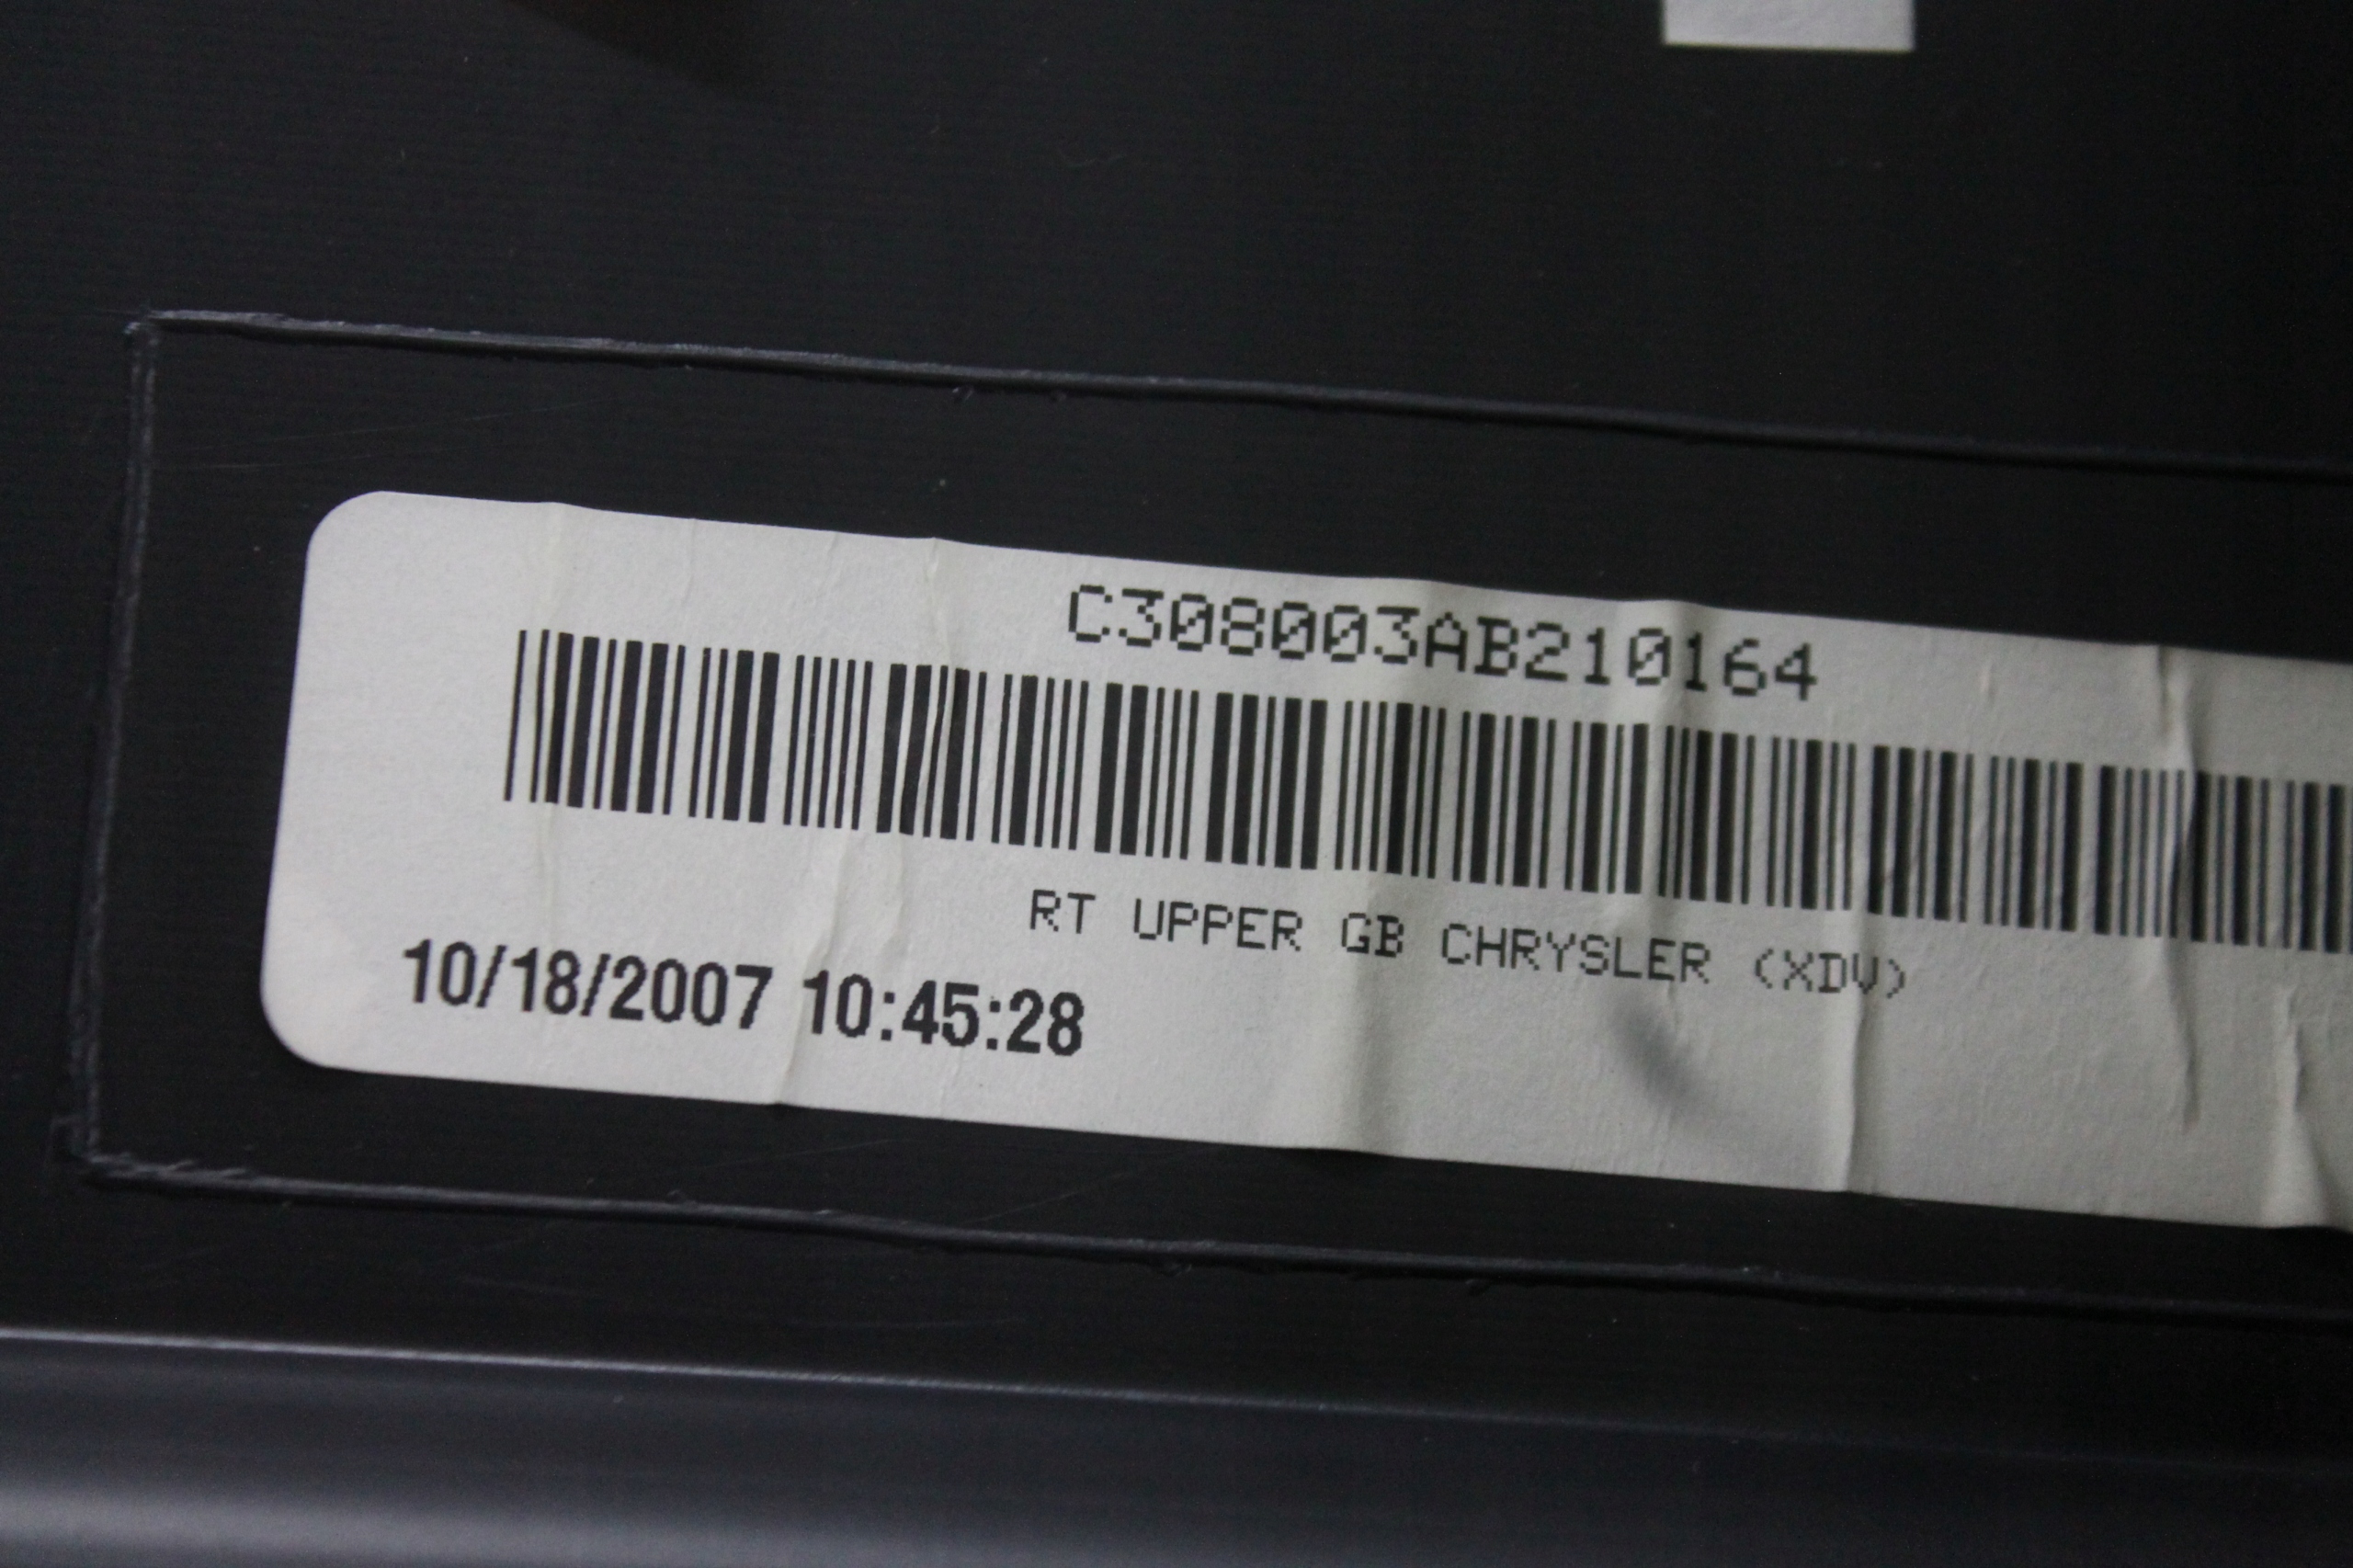 C308003AB210164
RT UPPER GB CHRYSLER (XDV)
10/18/2007 10:45:28